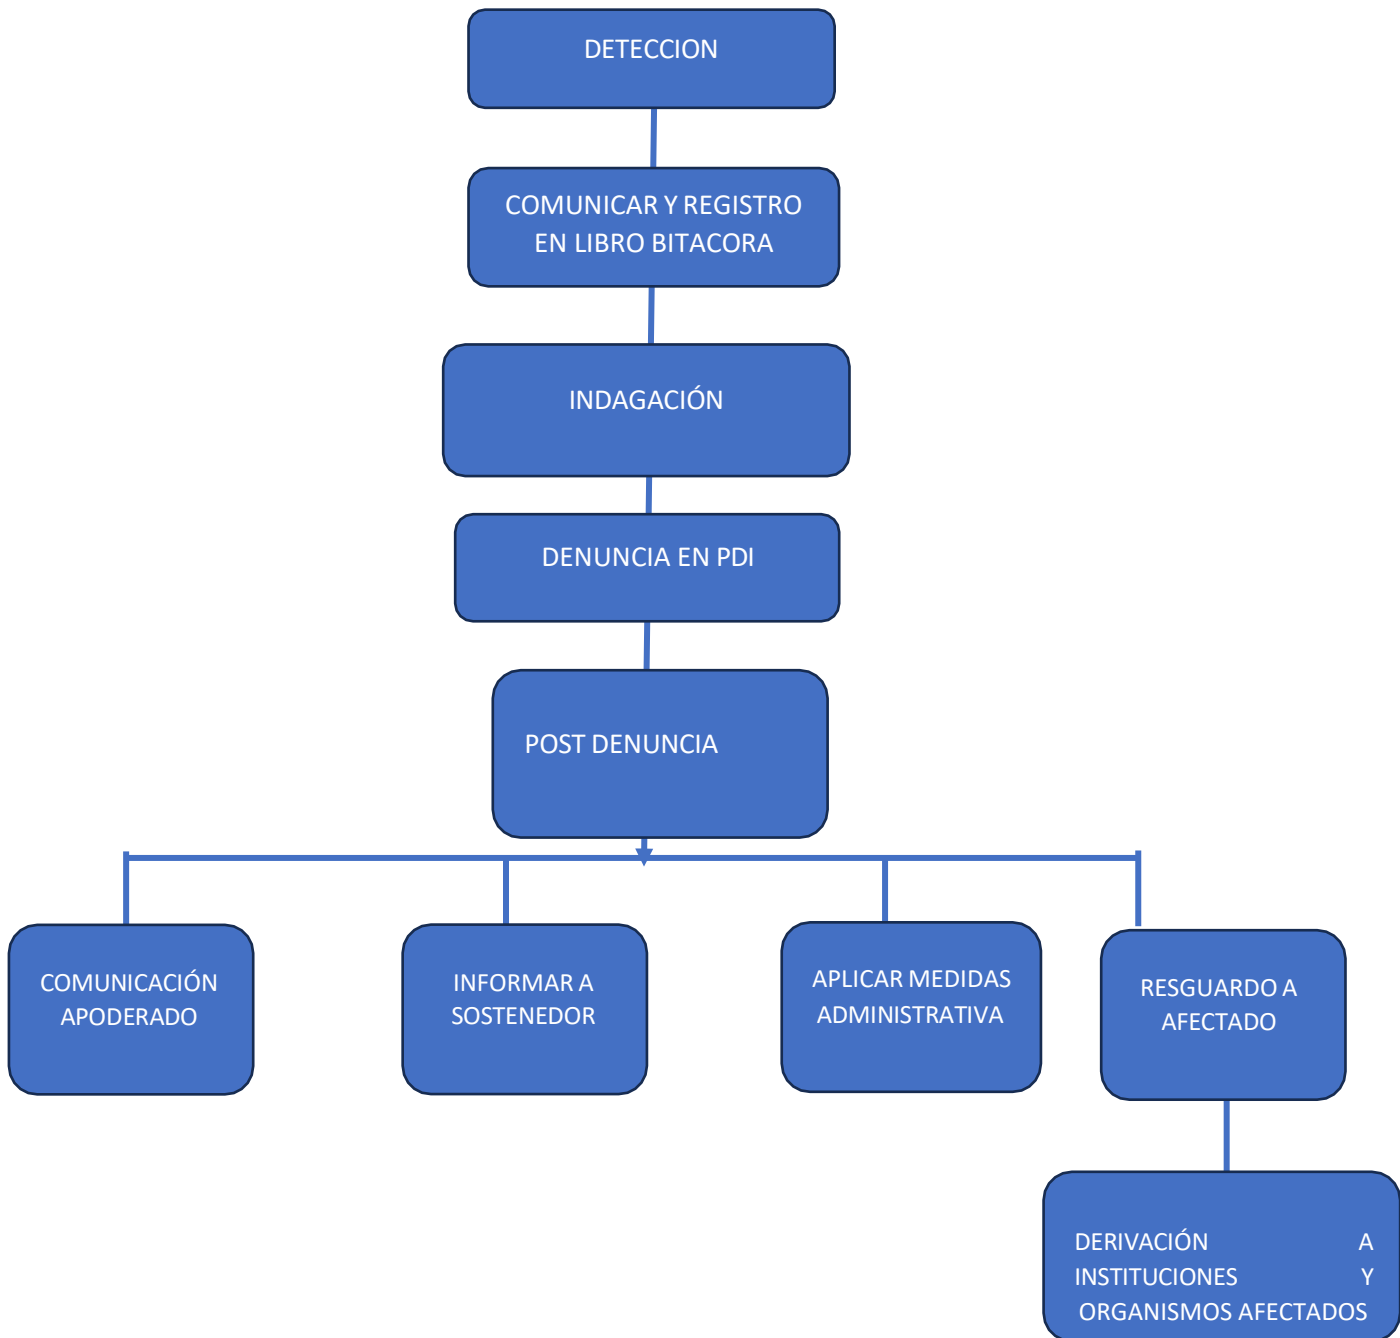 DETECCION
COMUNICAR Y REGISTRO
EN LIBRO BITACORA
INDAGACIÓN
DENUNCIA EN PDI
POST DENUNCIA
COMUNICACIÓN
APODERADO
INFORMAR A
SOSTENEDOR
APLICAR MEDIDAS
ADMINISTRATIVA
RESGUARDO A
AFECTADO
DERIVACIÓN A
INSTITUCIONES Y
ORGANISMOS AFECTADOS